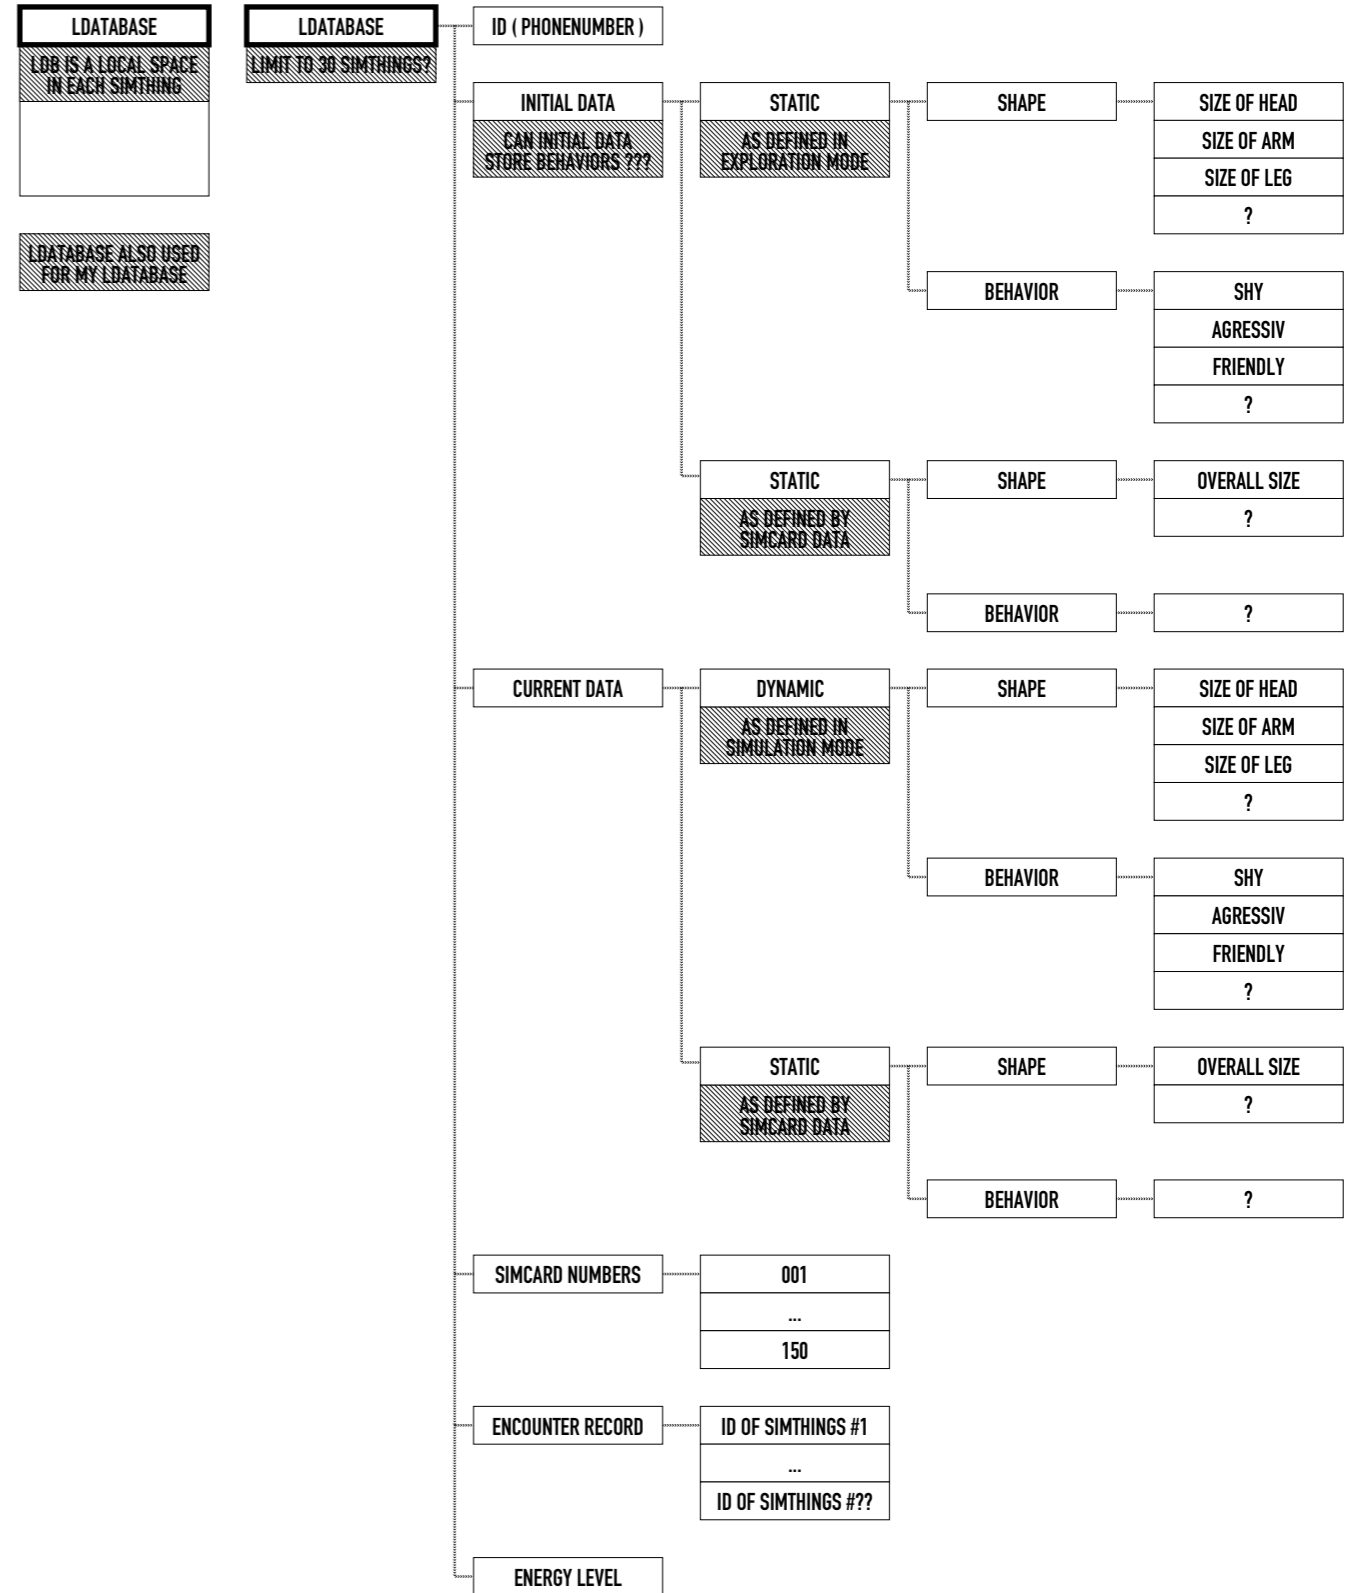 LDATABASE
LDB IS A LOCAL SPACE
IN EACH SIMTHING
LDATABASE ALSO USED
FOR MY LDATABASE
LDATABASE
LIMIT TO 30 SIMTHINGS?
ID ( PHONENUMBER )
INITIAL DATA
CAN INITIAL DATA
STORE BEHAVIORS ???
STATIC
AS DEFINED IN
EXPLORATION MODE
SHAPE
SIZE OF HEAD
SIZE OF ARM
SIZE OF LEG
?
BEHAVIOR
SHY
AGRESSIV
FRIENDLY
?
STATIC
AS DEFINED BY
SIMCARD DATA
SHAPE
OVERALL SIZE
?
BEHAVIOR
?
CURRENT DATA
DYNAMIC
AS DEFINED IN
SIMULATION MODE
SHAPE
SIZE OF HEAD
SIZE OF ARM
SIZE OF LEG
?
BEHAVIOR
SHY
AGRESSIV
FRIENDLY
?
STATIC
AS DEFINED BY
SIMCARD DATA
SHAPE
OVERALL SIZE
?
BEHAVIOR
?
SIMCARD NUMBERS
001
...
150
ENCOUNTER RECORD
ID OF SIMTHINGS #1
...
ID OF SIMTHINGS #??
ENERGY LEVEL